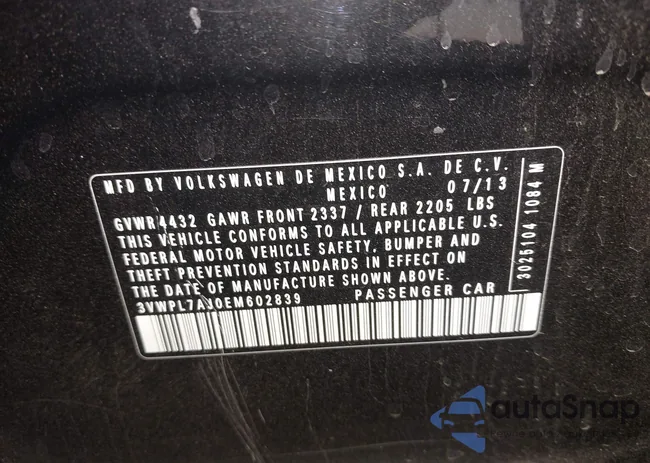 MFD BY VOLKSWAGEN DE MEXICO S.A. DE C.V.
MEXICO 07/13
GVWR 4432 GAWR FRONT 2337 / REAR 2205 LBS
THIS VEHICLE CONFORMS TO ALL APPLICABLE U.S.
FEDERAL MOTOR VEHICLE SAFETY, BUMPER AND
THEFT PREVENTION STANDARDS IN EFFECT ON
THE DATE OF MANUFACTURE SHOWN ABOVE.
3VWPL7AJ0EM602839 PASSENGER CAR
3025104 1084 M
autoSnap